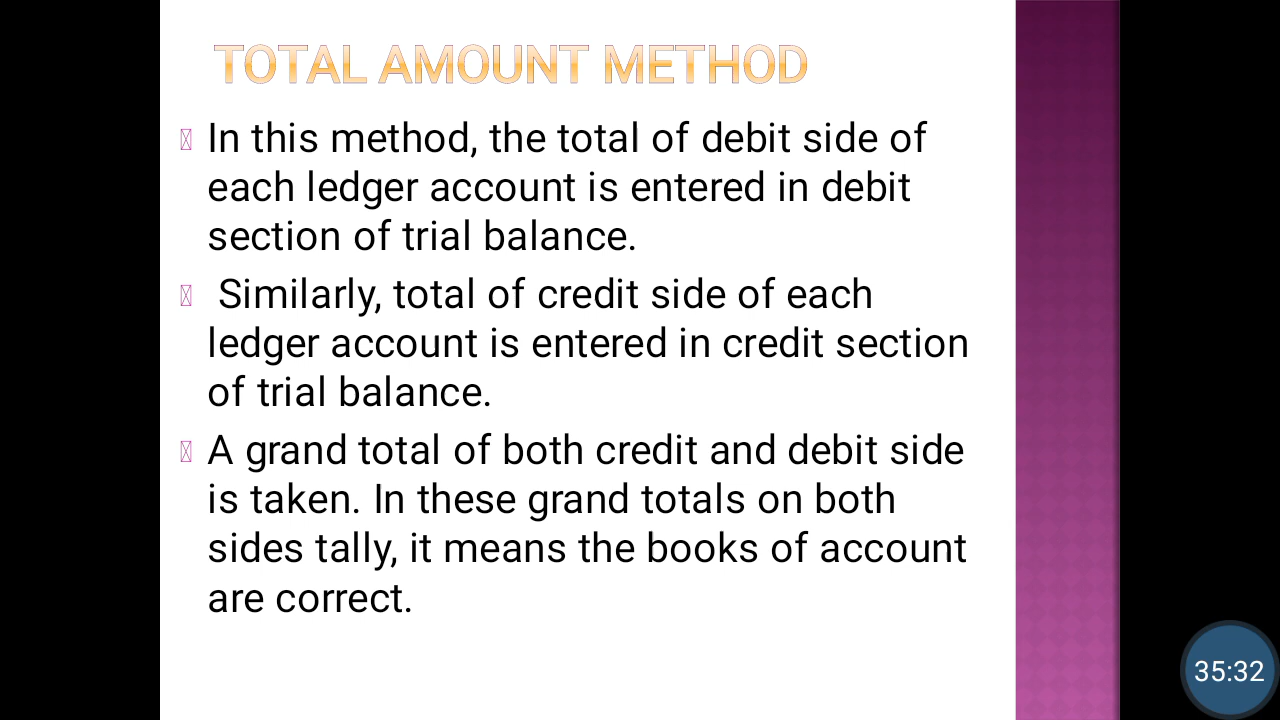 TOTAL AMOUNT METHOD
In this method, the total of debit side of
each ledger account is entered in debit
section of trial balance.
Similarly, total of credit side of each
ledger account is entered in credit section
of trial balance.
A grand total of both credit and debit side
is taken. In these grand totals on both
sides tally, it means the books of account
are correct.
35:32